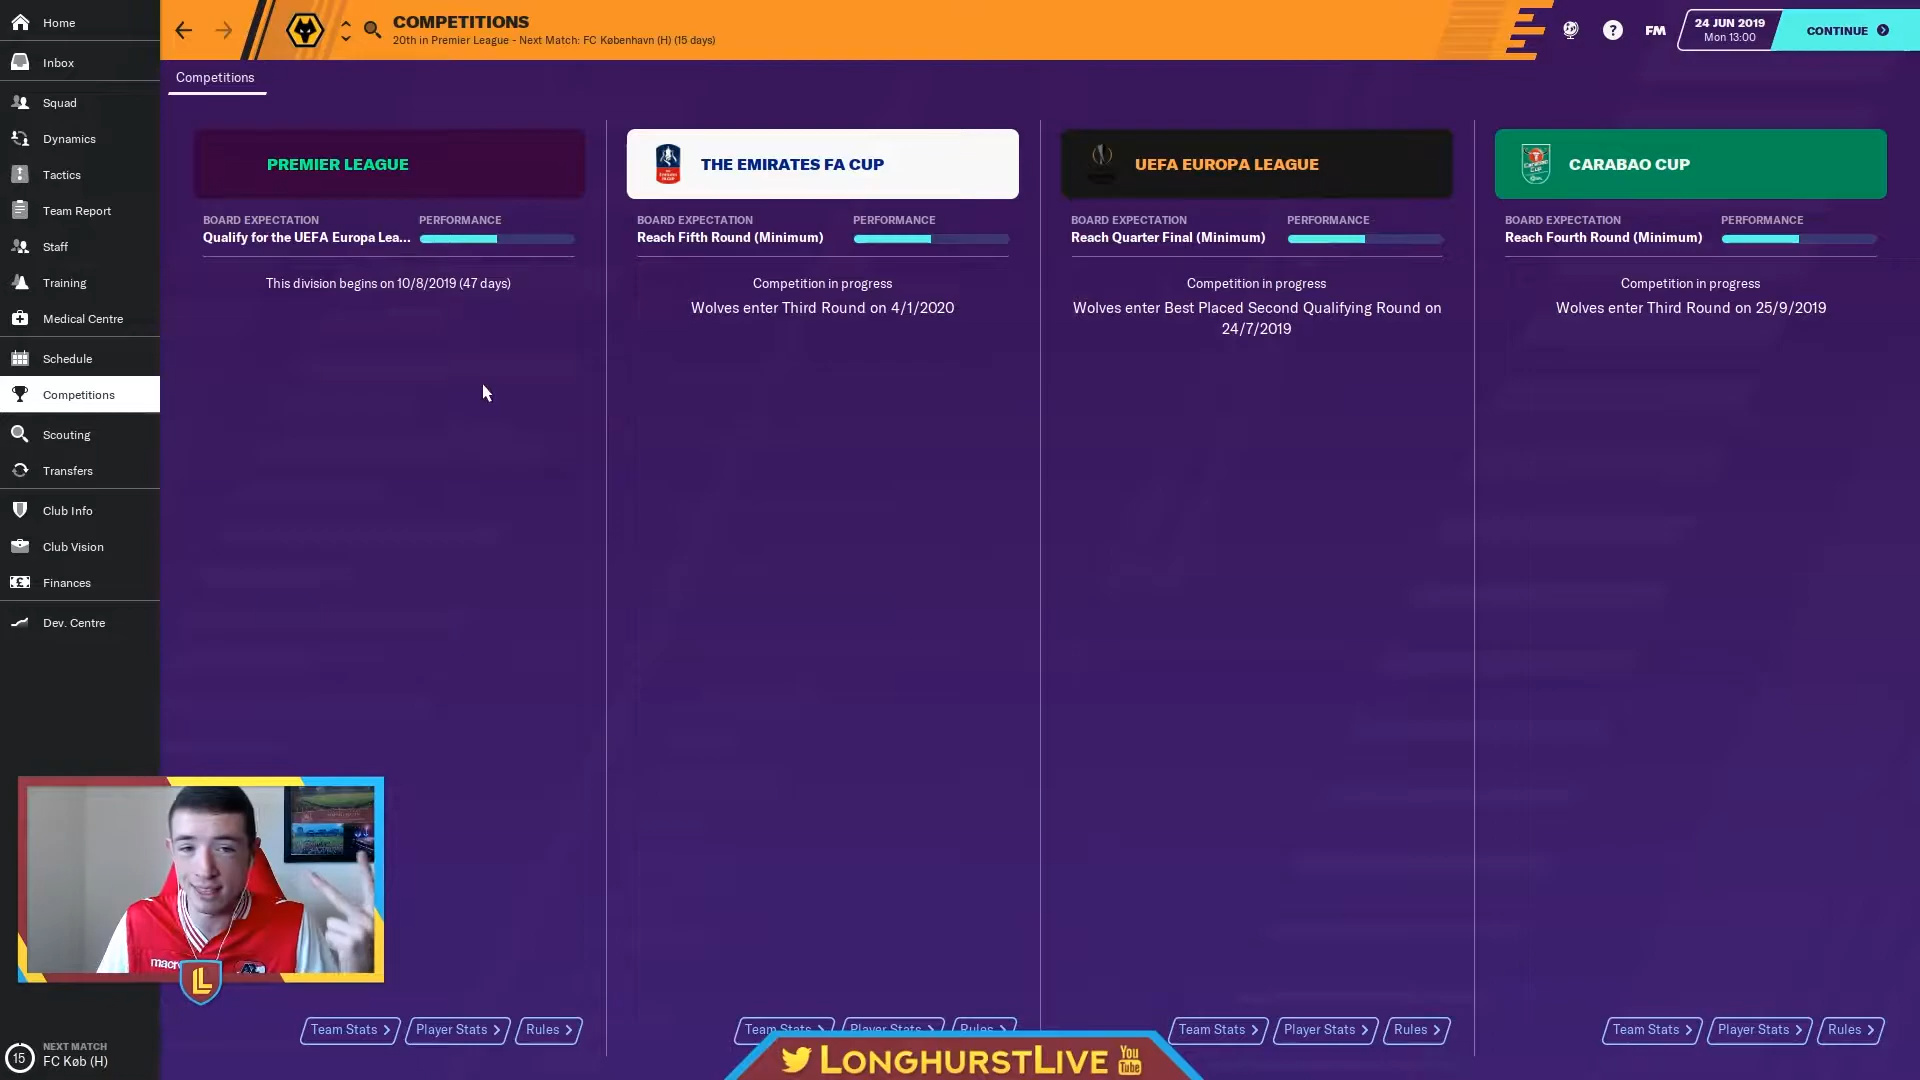 Home
Inbox
Squad
Dynamics
Tactics
Team Report
Staff
Training
Medical Centre
Schedule
Competitions
Scouting
Transfers
Club Info
Club Vision
Finances
Dev. Centre
COMPETITIONS
20th in Premier League - Next Match: FC København (H) (15 days)
FM
24 JUN 2019
Mon 13:00
CONTINUE
Competitions
PREMIER LEAGUE
BOARD EXPECTATION
PERFORMANCE
Qualify for the UEFA Europa Lea...
This division begins on 10/8/2019 (47 days)
Team Stats
Player Stats
Rules
THE EMIRATES FA CUP
BOARD EXPECTATION
PERFORMANCE
Reach Fifth Round (Minimum)
Competition in progress
Wolves enter Third Round on 4/1/2020
Team Stats
Player Stats
Rules
UEFA EUROPA LEAGUE
BOARD EXPECTATION
PERFORMANCE
Reach Quarter Final (Minimum)
Competition in progress
Wolves enter Best Placed Second Qualifying Round on
24/7/2019
Team Stats
Player Stats
Rules
CARABAO CUP
BOARD EXPECTATION
PERFORMANCE
Reach Fourth Round (Minimum)
Competition in progress
Wolves enter Third Round on 25/9/2019
Team Stats
Player Stats
Rules
macr
AZ
LL
15
NEXT MATCH
FC Køb (H)
LONGHURSTLIVE
You
Tube